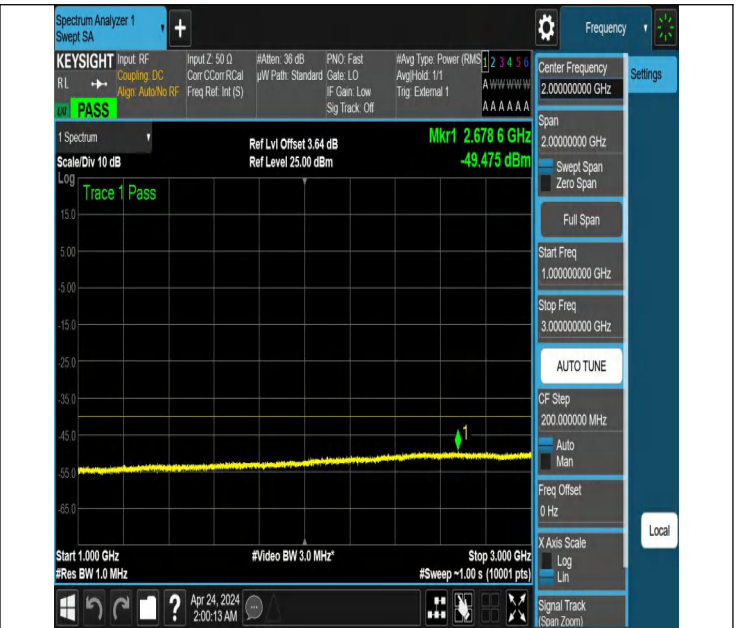 Spectrum Analyzer 1
Swept SA
+
Frequency
KEYSIGHT
RL
PASS
Input: RF
Coupling: DC
Align: Auto/No RF
Input Z: 50 Ω
Corr CCorr RCal
Freq Ref: Int (S)
#Atten: 36 dB
µW Path: Standard
PNO: Fast
Gate: LO
IF Gain: Low
Sig Track: Off
#Avg Type: Power (RMS
Avg|Hold: 1/1
Trig: External 1
1 2 3 4 5 6
A W W W W W
A A A A A A
1 Spectrum
Scale/Div 10 dB
Ref Lvl Offset 3.64 dB
Ref Level 25.00 dBm
Mkr1 2.678 6 GHz
-49.475 dBm
Log
Trace 1 Pass
15.0
5.00
-5.00
-15.0
-25.0
-35.0
-45.0
-55.0
-65.0
1
Start 1.000 GHz
#Res BW 1.0 MHz
#Video BW 3.0 MHz*
Stop 3.000 GHz
#Sweep ~1.00 s (10001 pts)
Center Frequency
2.000000000 GHz
Settings
Span
2.00000000 GHz
Swept Span
Zero Span
Full Span
Start Freq
1.000000000 GHz
Stop Freq
3.000000000 GHz
AUTO TUNE
CF Step
200.000000 MHz
Auto
Man
Freq Offset
0 Hz
X Axis Scale
Log
Lin
Signal Track
(Span Zoom)
Local
?
Apr 24, 2024
2:00:13 AM